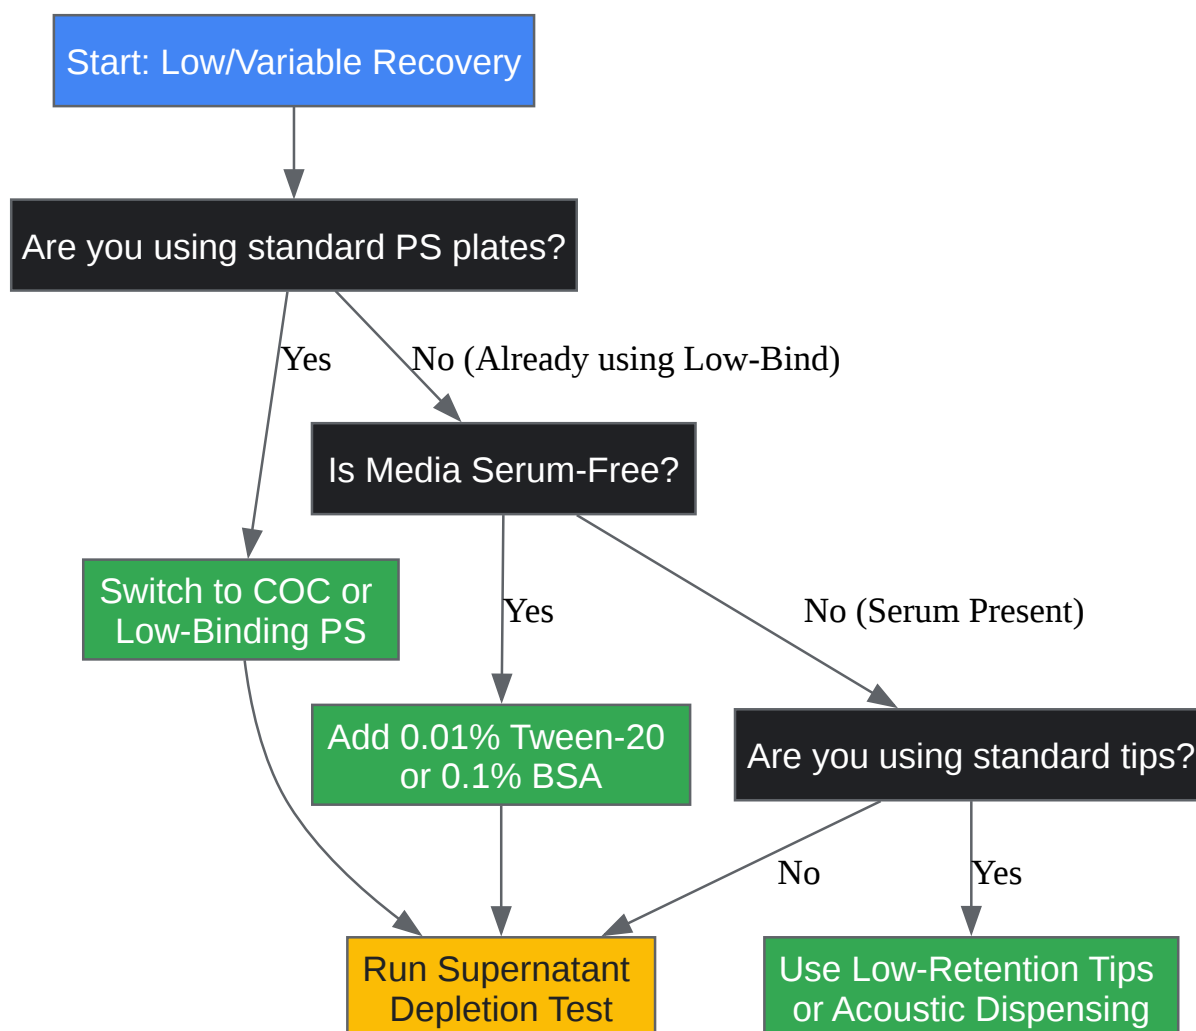 Start: Low/Variable Recovery
Are you using standard PS plates?
Yes
No (Already using Low-Bind)
Is Media Serum-Free?
Switch to COC or
Low-Binding PS
Yes
No (Serum Present)
Add 0.01% Tween-20
or 0.1% BSA
Are you using standard tips?
No
Yes
Run Supernatant
Depletion Test
Use Low-Retention Tips
or Acoustic Dispensing